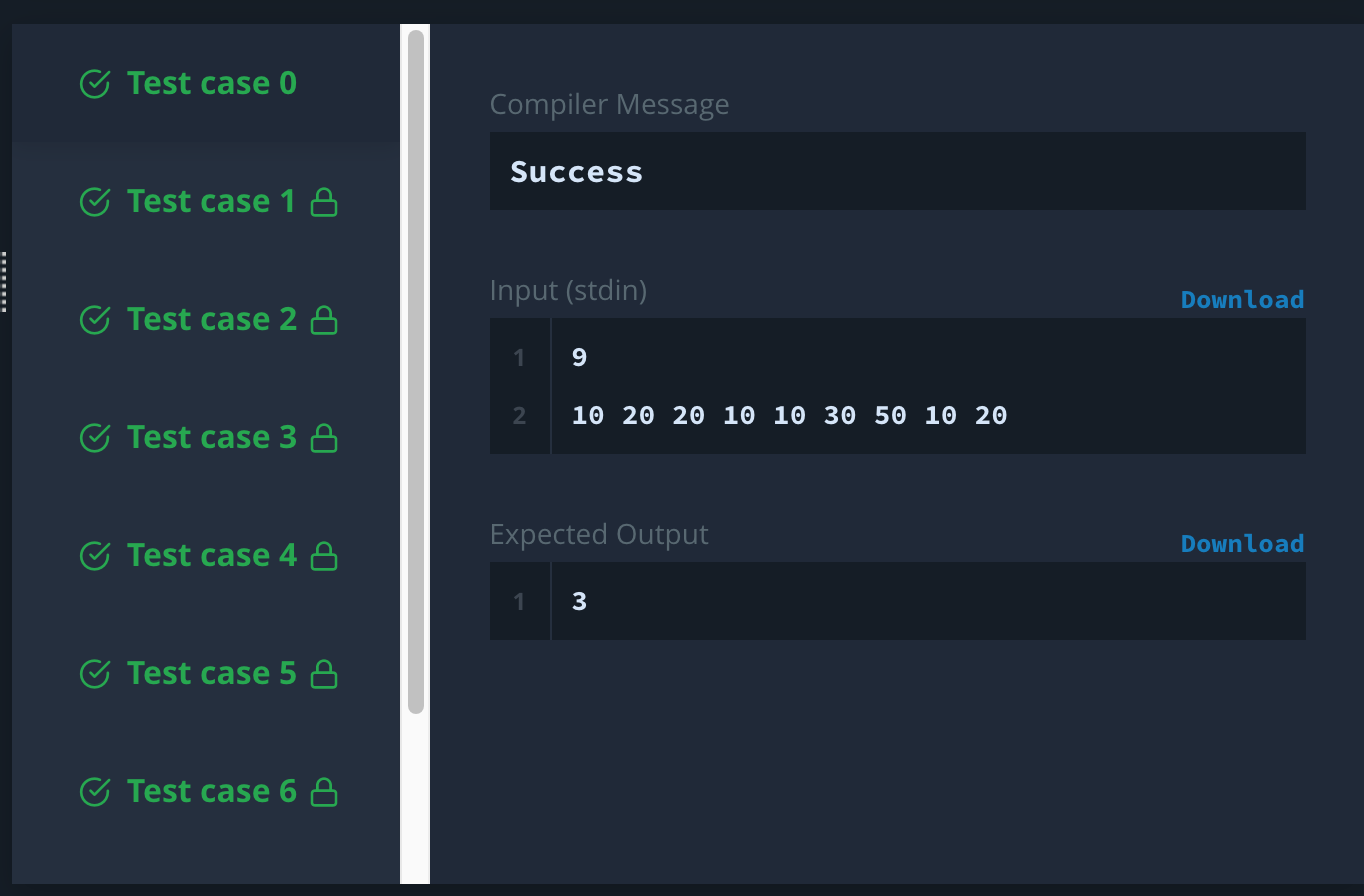 Test case 0
Test case 1
Test case 2
Test case 3
Test case 4
Test case 5
Test case 6
Compiler Message
Success
Input (stdin)
Download
1 9
2 10 20 20 10 10 30 50 10 20
Expected Output
Download
1 3